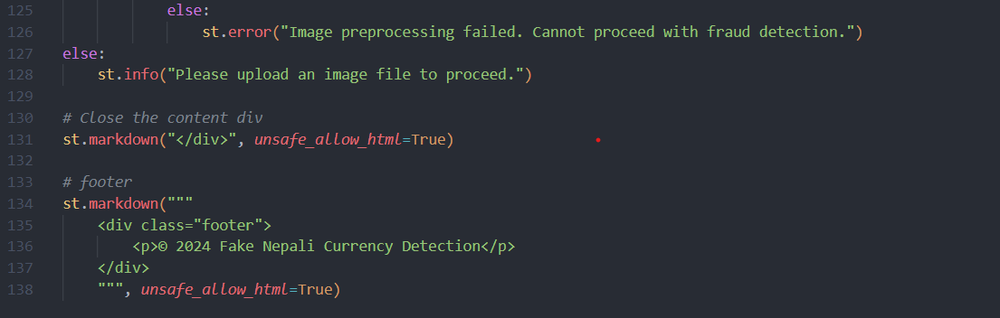 125 else:
126 st.error("Image preprocessing failed. Cannot proceed with fraud detection.")
127 else:
128 st.info("Please upload an image file to proceed.")
129
130 # Close the content div
131 st.markdown("</div>", unsafe_allow_html=True)
132
133 # footer
134 st.markdown("""
135 <div class="footer">
136 <p>© 2024 Fake Nepali Currency Detection</p>
137 </div>
138 """, unsafe_allow_html=True)